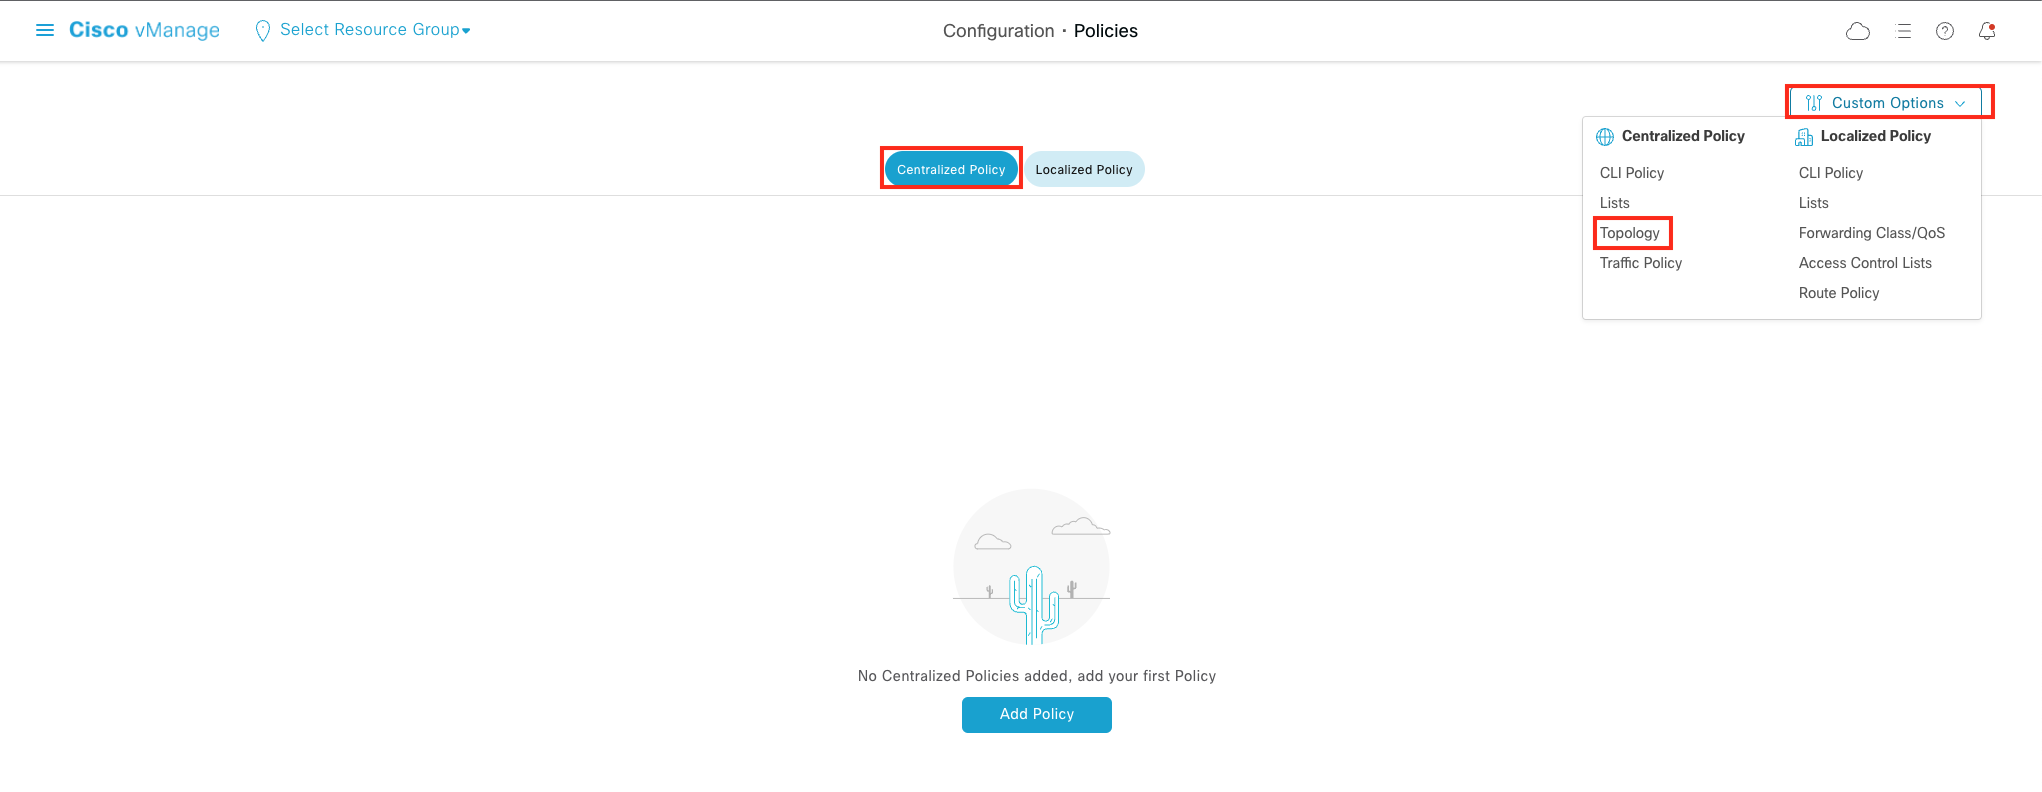 Cisco vManage
Select Resource Group
Configuration · Policies
Custom Options
Centralized Policy
Localized Policy
Centralized Policy
CLI Policy
Lists
Topology
Traffic Policy
Localized Policy
CLI Policy
Lists
Forwarding Class/QoS
Access Control Lists
Route Policy
No Centralized Policies added, add your first Policy
Add Policy